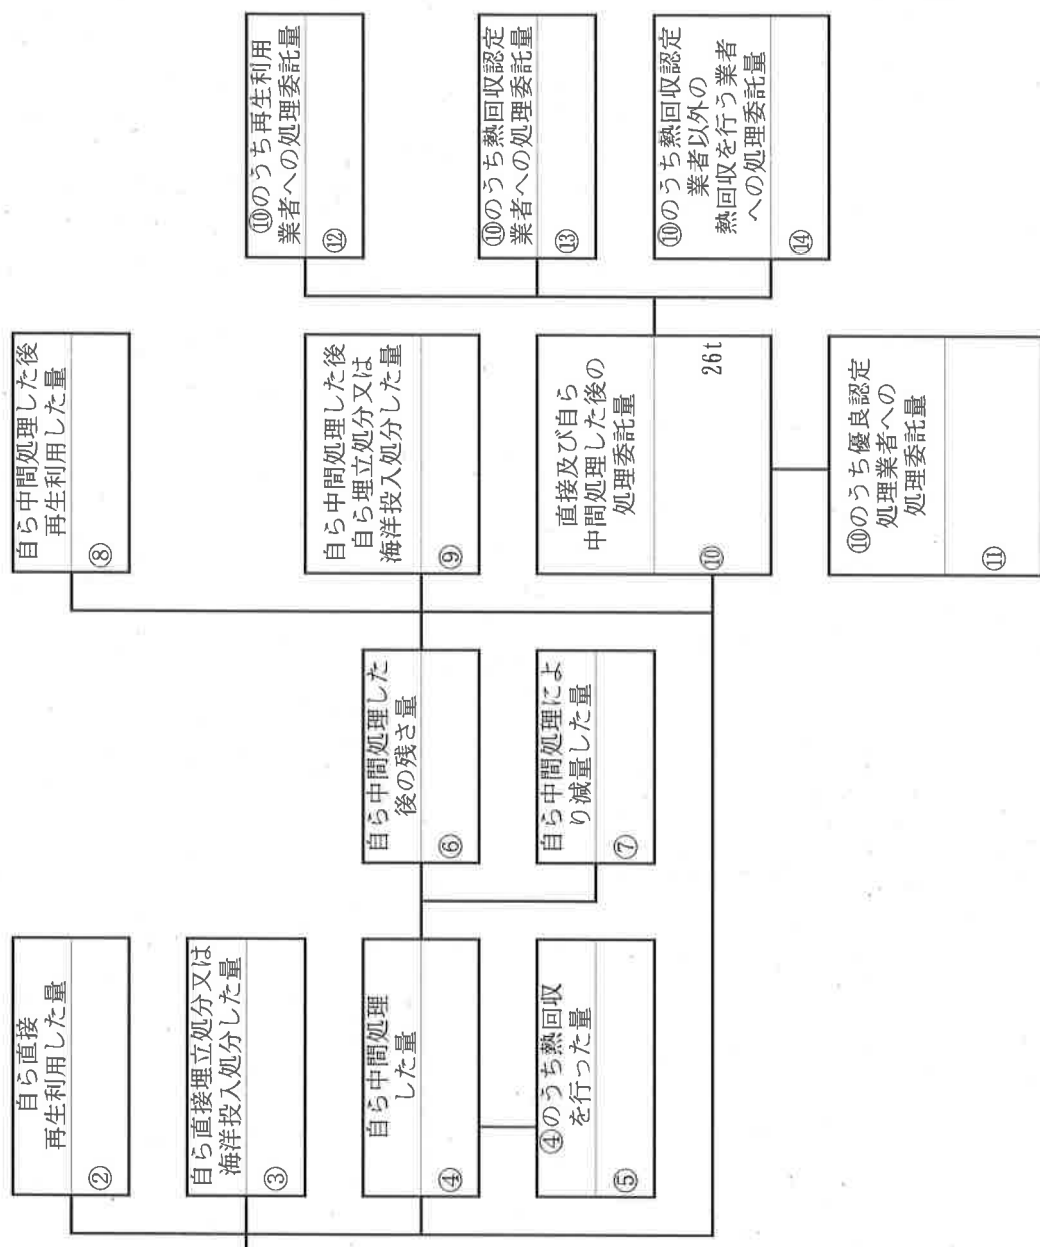 自ら直接
再生利用した量
②
自ら直接埋立処分又は
海洋投入処分した量
③
自ら中間処理
した量
④
④のうち熱回収
を行った量
⑤
自ら中間処理した
後の残さ量
⑥
自ら中間処理によ
り減量した量
⑦
自ら中間処理した後
再生利用した量
⑧
自ら中間処理した後
自ら埋立処分又は
海洋投入処分した量
⑨
直接及び自ら
中間処理した後の
処理委託量
⑩ 26t
⑩のうち優良認定
処理業者への
処理委託量
⑪
⑩のうち再生利用
業者への処理委託量
⑫
⑩のうち熱回収認定
業者への処理委託量
⑬
⑩のうち熱回収認定
業者以外の
熱回収を行う業者
への処理委託量
⑭